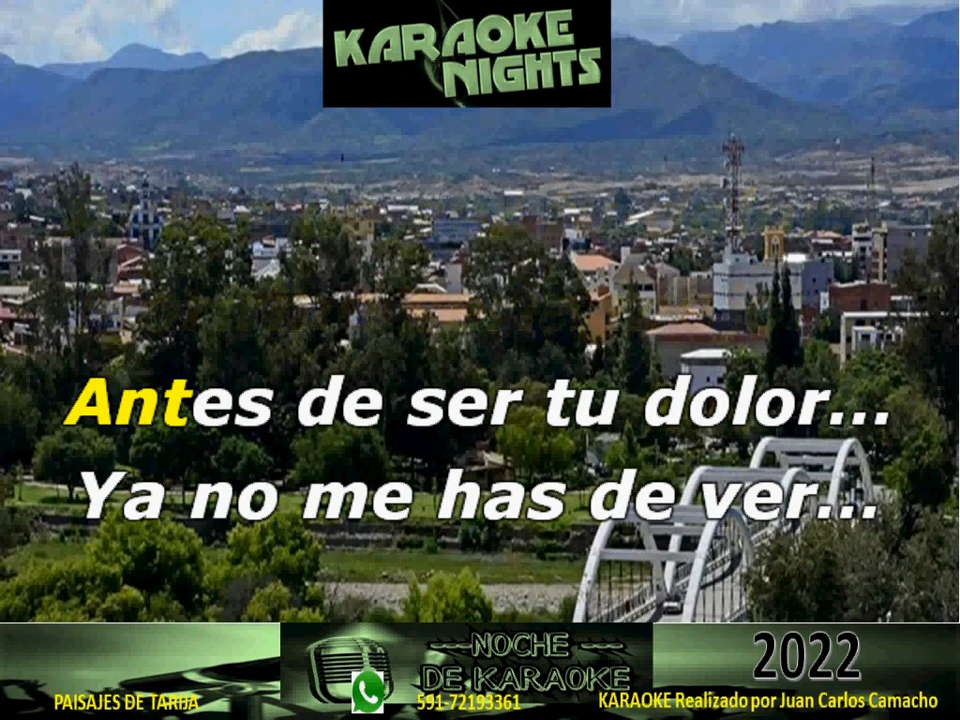 KARAOKE
NIGHTS
Antes de ser tu dolor...
Ya no me has de ver...
NOCHE
DE KARAOKE
2022
PAISAJES DE TARIJA
591-72193361
KARAOKE Realizado por Juan Carlos Camacho